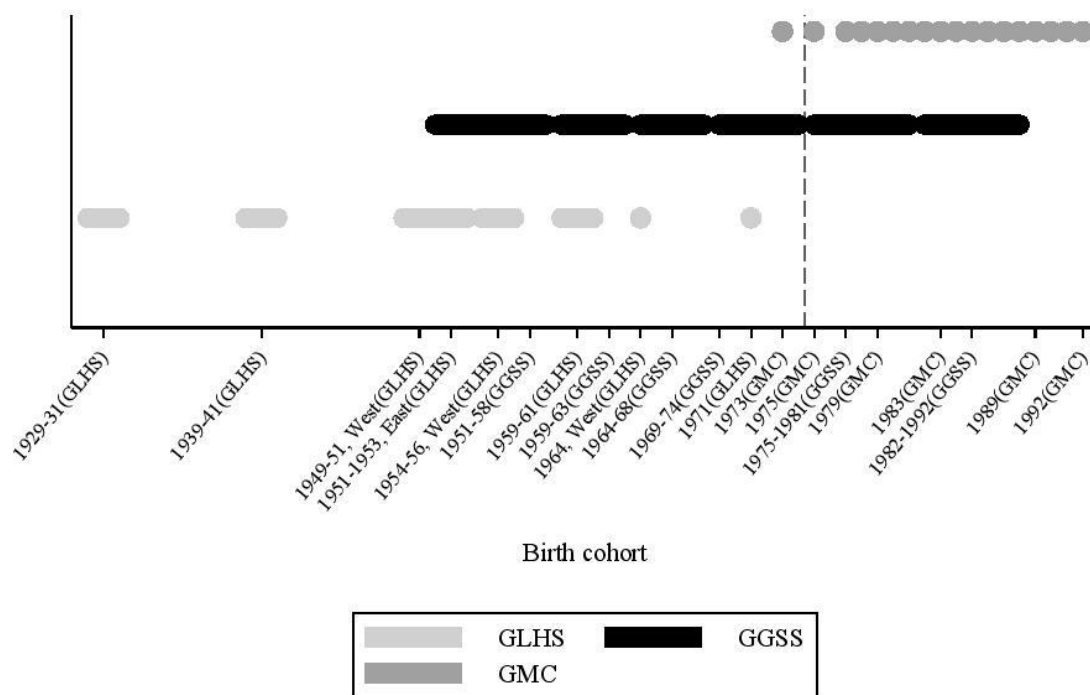 1929-31(GLHS)
1939-41(GLHS)
1949-51, West(GLHS)
1951-1953, East(GLHS)
1954-56, West(GLHS)
1951-58(GGSS)
1959-61(GLHS)
1959-63(GGSS)
1964, West(GLHS)
1964-68(GGSS)
1969-74(GGSS)
1971(GLHS)
1973(GMC)
1975(GMC)
1975-1981(GGSS)
1979(GMC)
1983(GMC)
1982-1992(GGSS)
1989(GMC)
1992(GMC)
Birth cohort
GLHS GGSS
GMC